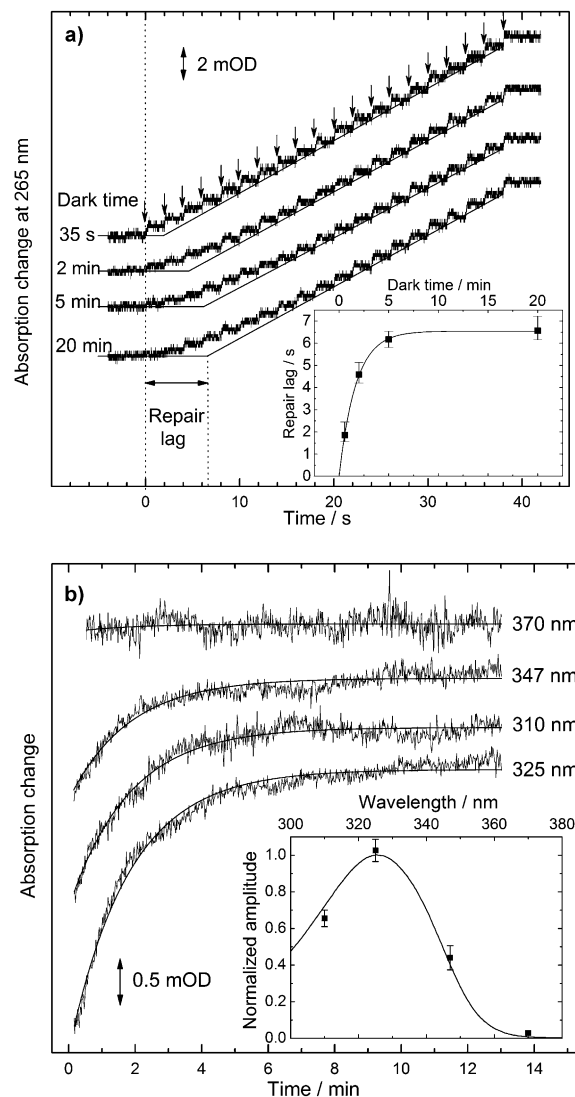 a)
2 mOD
Absorption change at 265 nm
Dark time
35 s
2 min
5 min
20 min
Repair
lag
Dark time / min
0 5 10 15 20
7
6
5
4
3
2
1
0
Repair lag / s
0 10 20 30 40
Time / s
b)
370 nm
347 nm
310 nm
325 nm
Absorption change
0.5 mOD
Wavelength / nm
300 320 340 360 380
1.0
0.8
0.6
0.4
0.2
0.0
Normalized amplitude
0 2 4 6 8 10 12 14
Time / min